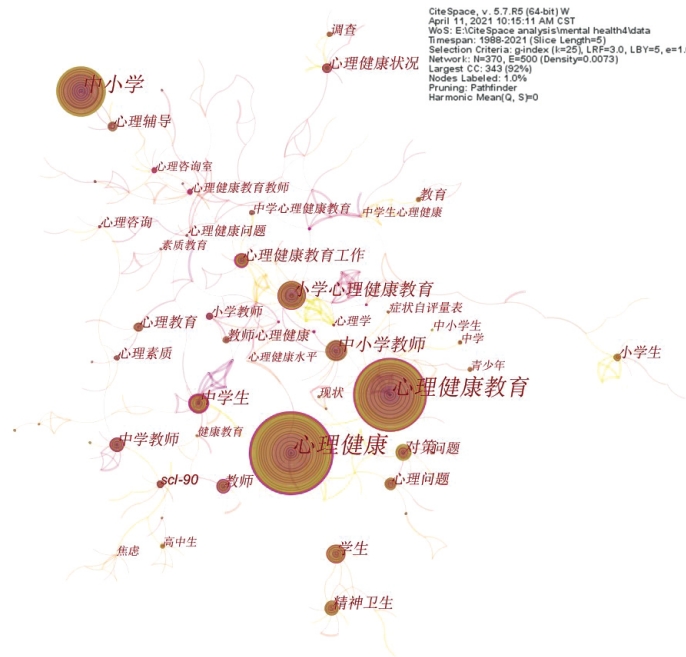 CiteSpace, v. 5.7.R5 (64-bit) W
April 11, 2021 10:15:11 AM CST
WoS: E:\CiteSpace analysis\mental health4\data
Timespan: 1988-2021 (Slice Length=5)
Selection Criteria: g-index (k=25), LRF=3.0, LBY=5, e=1.
Network: N=370, E=500 (Density=0.0073)
Largest CC: 343 (92%)
Nodes Labeled: 1.0%
Pruning: Pathfinder
Harmonic Mean(Q, S)=0
调查
心理健康状况
中小学
心理辅导
心理咨询室
心理健康教育教师
教育
中学心理健康教育
中学生心理健康
心理咨询
心理健康问题
素质教育
心理健康教育工作
小学心理健康教育
症状自评量表
小学教师
心理学
心理教育
教师心理健康
中小学生
中学
中小学教师
小学生
心理素质
心理健康水平
青少年
心理健康教育
现状
中学生
健康教育
中学教师
心理健康
对策
问题
scl-90
教师
心理问题
高中生
焦虑
学生
精神卫生